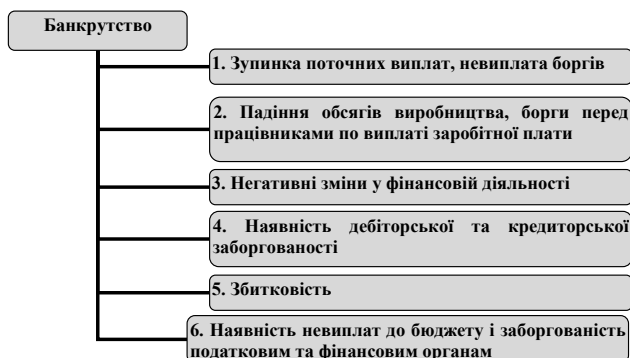 Банкрутство
1. Зупинка поточних виплат, невиплата боргів
2. Падіння обсягів виробництва, борги перед
працівниками по виплаті заробітної плати
3. Негативні зміни у фінансовій діяльності
4. Наявність дебіторської та кредиторської
заборгованості
5. Збитковість
6. Наявність невиплат до бюджету і заборгованість
податковим та фінансовим органам